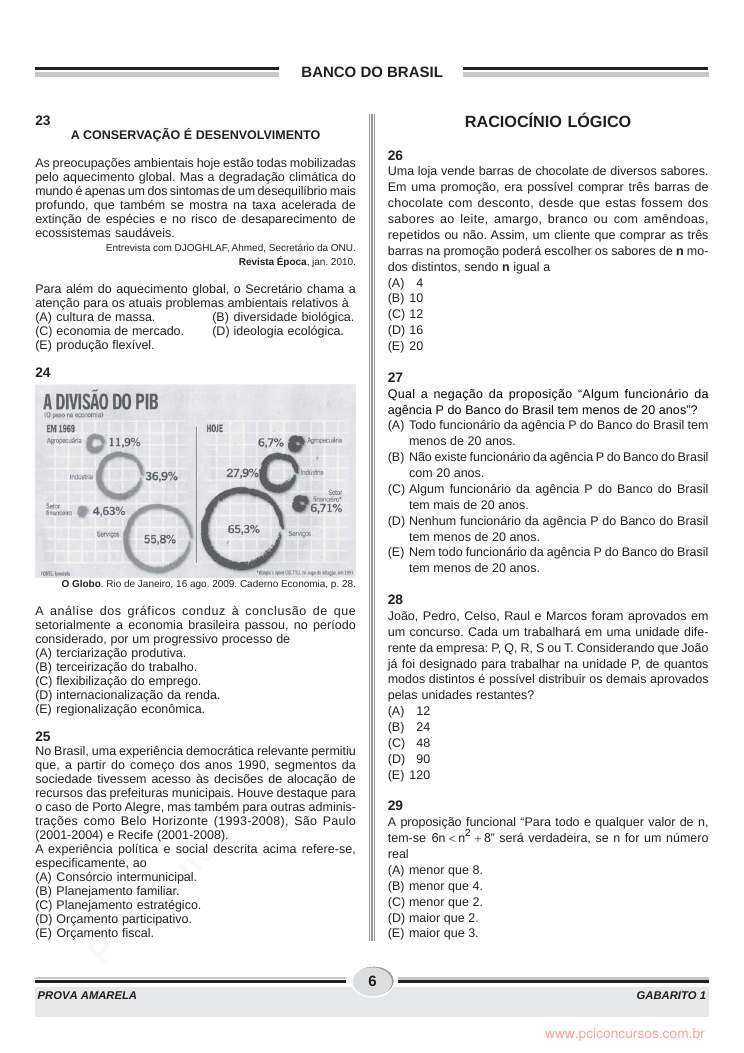 BANCO DO BRASIL
23
A CONSERVAÇÃO É DESENVOLVIMENTO
As preocupações ambientais hoje estão todas mobilizadas
pelo aquecimento global. Mas a degradação climática do
mundo é apenas um dos sintomas de um desequilíbrio mais
profundo, que também se mostra na taxa acelerada de
extinção de espécies e no risco de desaparecimento de
ecossistemas saudáveis.
Entrevista com DJOGHLAF, Ahmed, Secretário da ONU.
Revista Época, jan. 2010.
Para além do aquecimento global, o Secretário chama a
atenção para os atuais problemas ambientais relativos à
(A) cultura de massa. (B) diversidade biológica.
(C) economia de mercado. (D) ideologia ecológica.
(E) produção flexível.
24
A DIVISÃO DO PIB
(O peso na economia)
EM 1969 HOJE
Agropecuária 11,9% 6,7% Agropecuária
Indústria 36,9% 27,9% Indústria
Setor financeiro 4,63% Setor financeiro* 6,71%
Serviços 55,8% 65,3% Serviços
O Globo. Rio de Janeiro, 16 ago. 2009. Caderno Economia, p. 28.
A análise dos gráficos conduz à conclusão de que
setorialmente a economia brasileira passou, no período
considerado, por um progressivo processo de
(A) terciarização produtiva.
(B) terceirização do trabalho.
(C) flexibilização do emprego.
(D) internacionalização da renda.
(E) regionalização econômica.
25
No Brasil, uma experiência democrática relevante permitiu
que, a partir do começo dos anos 1990, segmentos da
sociedade tivessem acesso às decisões de alocação de
recursos das prefeituras municipais. Houve destaque para
o caso de Porto Alegre, mas também para outras adminis-
trações como Belo Horizonte (1993-2008), São Paulo
(2001-2004) e Recife (2001-2008).
A experiência política e social descrita acima refere-se,
especificamente, ao
(A) Consórcio intermunicipal.
(B) Planejamento familiar.
(C) Planejamento estratégico.
(D) Orçamento participativo.
(E) Orçamento fiscal.
RACIOCÍNIO LÓGICO
26
Uma loja vende barras de chocolate de diversos sabores.
Em uma promoção, era possível comprar três barras de
chocolate com desconto, desde que estas fossem dos
sabores ao leite, amargo, branco ou com amêndoas,
repetidos ou não. Assim, um cliente que comprar as três
barras na promoção poderá escolher os sabores de n mo-
dos distintos, sendo n igual a
(A) 4
(B) 10
(C) 12
(D) 16
(E) 20
27
Qual a negação da proposição “Algum funcionário da
agência P do Banco do Brasil tem menos de 20 anos”?
(A) Todo funcionário da agência P do Banco do Brasil tem
menos de 20 anos.
(B) Não existe funcionário da agência P do Banco do Brasil
com 20 anos.
(C) Algum funcionário da agência P do Banco do Brasil
tem mais de 20 anos.
(D) Nenhum funcionário da agência P do Banco do Brasil
tem menos de 20 anos.
(E) Nem todo funcionário da agência P do Banco do Brasil
tem menos de 20 anos.
28
João, Pedro, Celso, Raul e Marcos foram aprovados em
um concurso. Cada um trabalhará em uma unidade dife-
rente da empresa: P, Q, R, S ou T. Considerando que João
já foi designado para trabalhar na unidade P, de quantos
modos distintos é possível distribuir os demais aprovados
pelas unidades restantes?
(A) 12
(B) 24
(C) 48
(D) 90
(E) 120
29
A proposição funcional “Para todo e qualquer valor de n,
tem-se 6n < n² + 8” será verdadeira, se n for um número
real
(A) menor que 8.
(B) menor que 4.
(C) menor que 2.
(D) maior que 2.
(E) maior que 3.
6
PROVA AMARELA GABARITO 1
www.pciconcursos.com.br